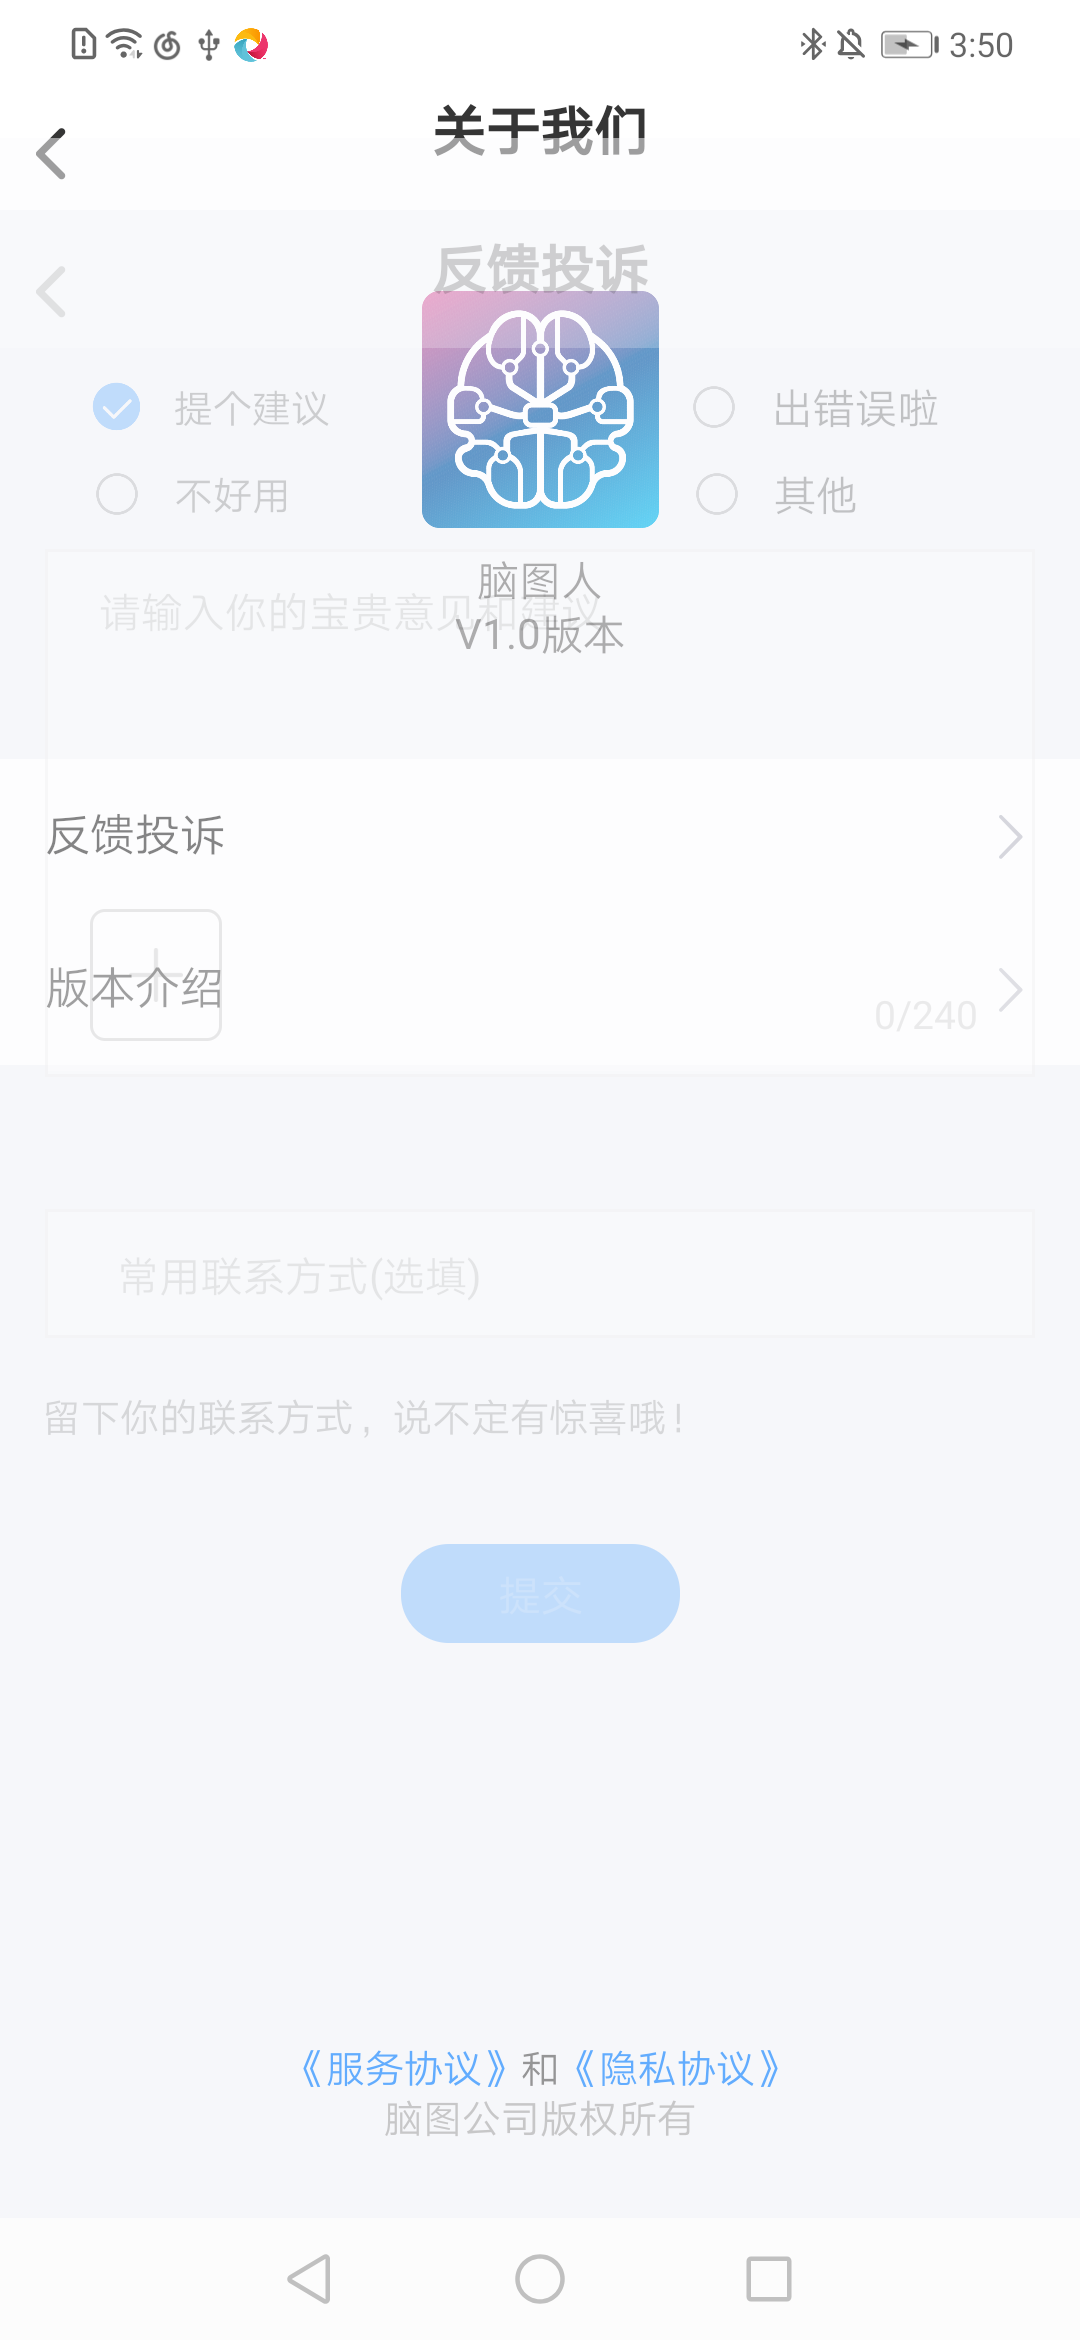 3:50
关于我们
反馈投诉
提个建议
出错误啦
不好用
其他
脑图人
请输入你的宝贵意见和建议
V1.0版本
反馈投诉
版本介绍
0/240
常用联系方式(选填)
留下你的联系方式，说不定有惊喜哦！
提交
《服务协议》和《隐私协议》
脑图公司版权所有